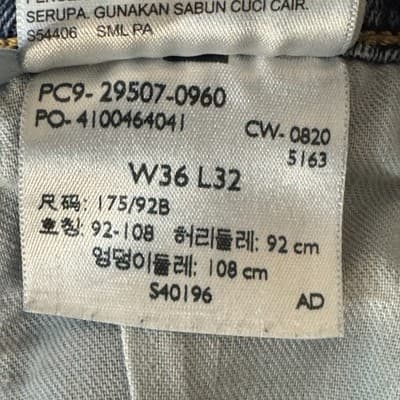 SERUPA. GUNAKAN SABUN CUCI CAIR.
S54406 SML PA
PC9- 29507-0960
PO- 4100464041
CW- 0820
5163
W36 L32
尺码: 175/92B
호칭: 92-108 허리둘레: 92 cm
엉덩이둘레: 108 cm
S40196
AD